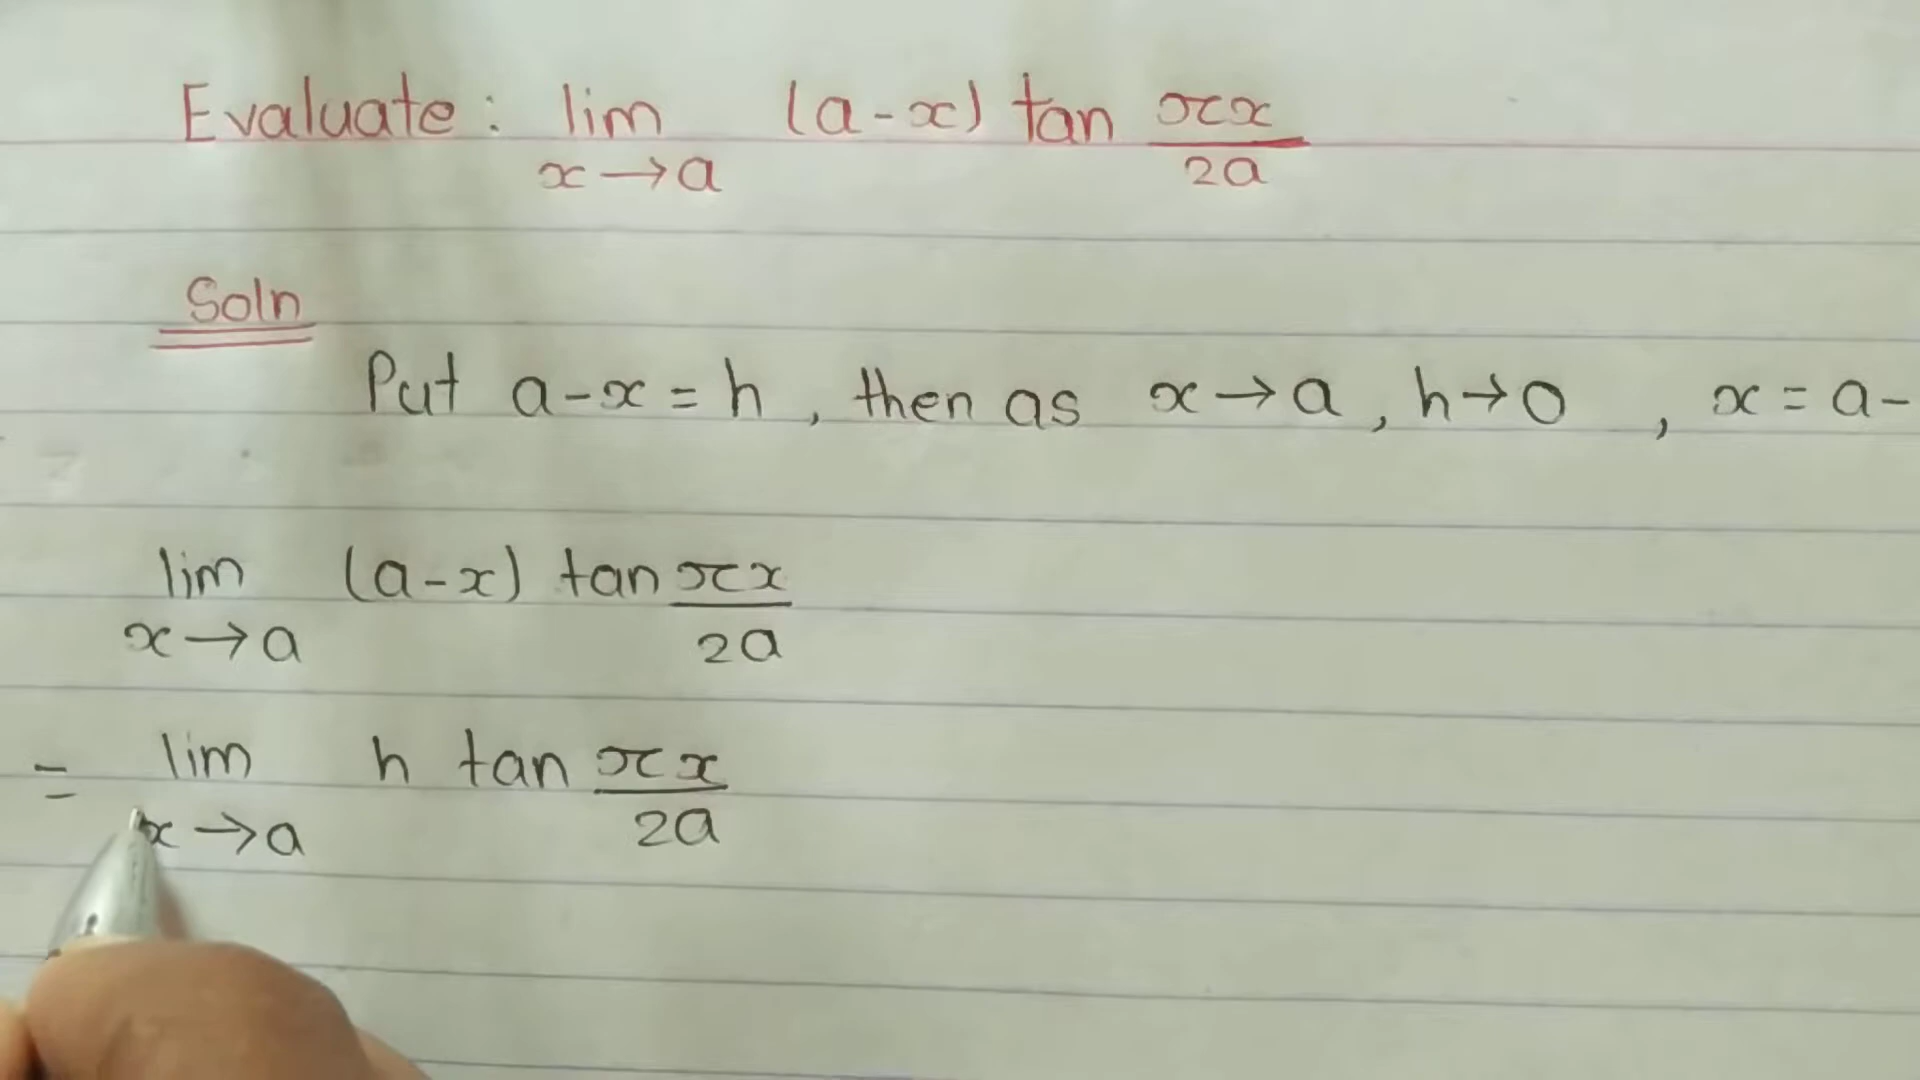 Evaluate: lim (a-x) tan πx
x→a 2a
Soln
Put a-x = h , then as x→a , h→0 , x = a-
lim (a-x) tan πx
x→a 2a
= lim h tan πx
x→a 2a